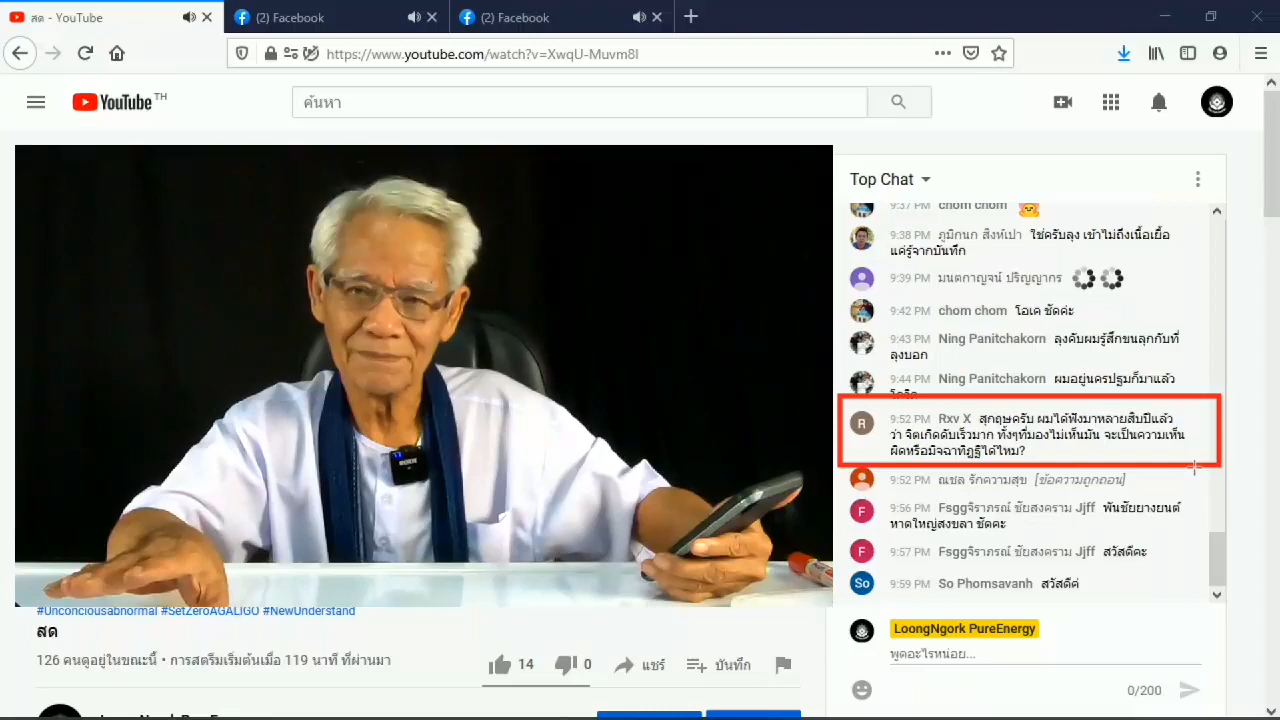 สด - YouTube
(2) Facebook
(2) Facebook
https://www.youtube.com/watch?v=XwqU-Muvm8I
YouTube TH
ค้นหา
Top Chat
9:37 PM chom chom
9:38 PM ภูมิกนก สิงห์เปา ใช่ครับลุง เข้าไม่ถึงเนื้อเยื้อ
แค่รู้จากบันทึก
9:39 PM มนตกาญจน์ ปริญญากร
9:42 PM chom chom โอเค ชัดค่ะ
9:43 PM Ning Panitchakorn ลุงคับผมรู้สึกขนลุกกับที่
ลุงบอก
9:44 PM Ning Panitchakorn ผมอยู่นครปฐมก็มาแล้ว
โควิด
R
9:52 PM Rxv X สุกฤษครับ ผมได้ฟังมาหลายสิบปีแล้ว
ว่า จิตเกิดดับเร็วมาก ทั้งๆที่มองไม่เห็นมัน จะเป็นความเห็น
ผิดหรือมิจฉาทิฏฐิได้ไหม?
9:52 PM ณชล รักความสุข [ข้อความถูกถอน]
F
9:56 PM Fsggจิราภรณ์ ชัยสงคราม Jjff พันชัยยางยนต์
หาดใหญ่สงขลา ชัดคะ
F
9:57 PM Fsggจิราภรณ์ ชัยสงคราม Jjff สวัสดีคะ
So
9:59 PM So Phomsavanh สวัสดีค่
LoongNgork PureEnergy
พูดอะไรหน่อย...
0/200
#Unconciousabnormal #SetZeroAGALIGO #NewUnderstand
สด
126 คนดูอยู่ในขณะนี้ • การสตรีมเริ่มต้นเมื่อ 119 นาที ที่ผ่านมา
14
0
แชร์
บันทึก